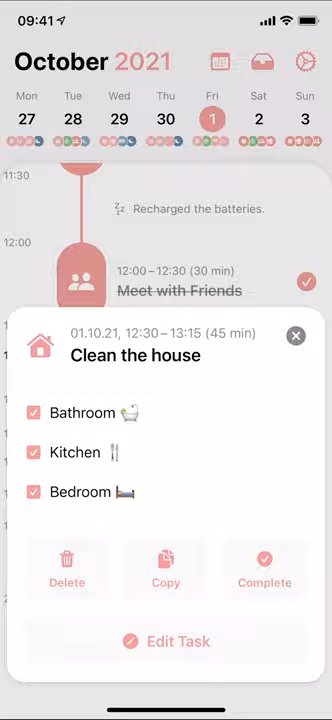 09:41
October 2021
Mon Tue Wed Thu Fri Sat Sun
27 28 29 30 1 2 3
11:30
Recharged the batteries.
12:00
12:00 – 12:30 (30 min)
Meet with Friends
01.10.21, 12:30 – 13:15 (45 min)
Clean the house
Bathroom 🛀
Kitchen 🍴
Bedroom 🛏️
Delete Copy Complete
Edit Task